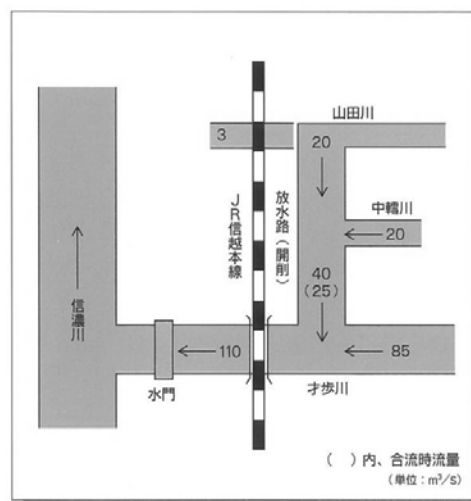 山田川
3
20
JR信越本線
放水路(開削)
中轌川
20
40
(25)
信濃川
110
85
水門
才歩川
( )内、合流時流量
(単位:m³/S)